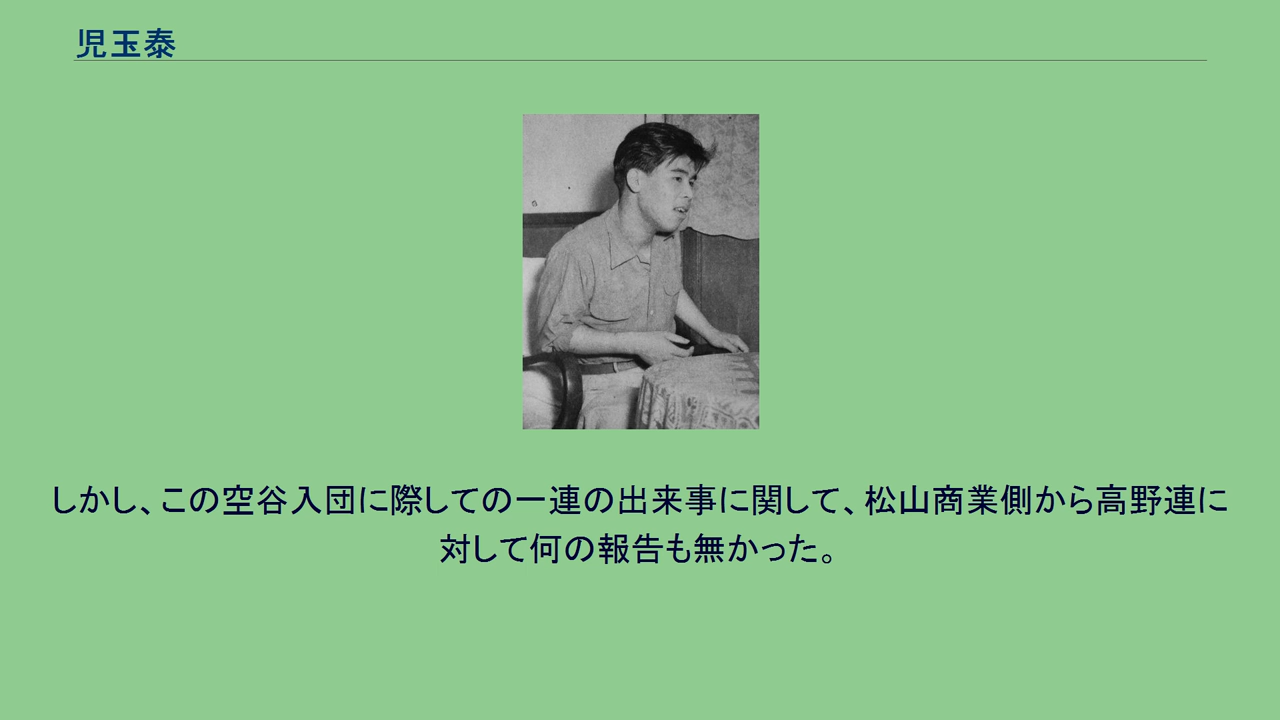 児玉泰
しかし、この空谷入団に際しての一連の出来事に関して、松山商業側から高野連に
対して何の報告も無かった。